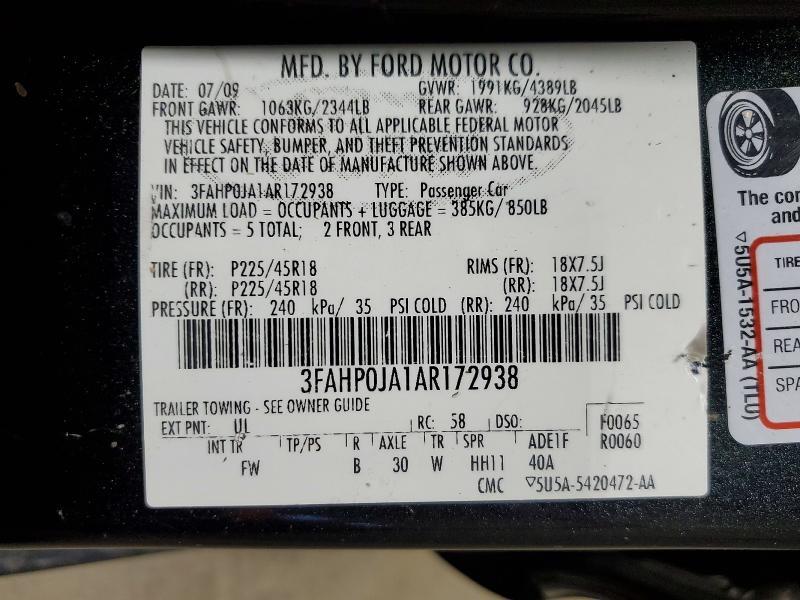 MFD. BY FORD MOTOR CO.
DATE: 07/09 GVWR: 1991KG/4389LB
FRONT GAWR: 1063KG/2344LB REAR GAWR: 928KG/2045LB
THIS VEHICLE CONFORMS TO ALL APPLICABLE FEDERAL MOTOR
VEHICLE SAFETY, BUMPER, AND THEFT PREVENTION STANDARDS
IN EFFECT ON THE DATE OF MANUFACTURE SHOWN ABOVE.
VIN: 3FAHP0JA1AR172938 TYPE: Passenger Car
MAXIMUM LOAD = OCCUPANTS + LUGGAGE = 385KG/ 850LB
OCCUPANTS = 5 TOTAL; 2 FRONT, 3 REAR
TIRE (FR): P225/45R18 RIMS (FR): 18X7.5J
(RR): P225/45R18 (RR): 18X7.5J
PRESSURE (FR): 240 kPa/ 35 PSI COLD (RR): 240 kPa/ 35 PSI COLD
3FAHP0JA1AR172938
TRAILER TOWING - SEE OWNER GUIDE
EXT PNT: UJ RC: 58 DSO: F0065
INT TR TP/PS R AXLE TR SPR ADE1F R0060
FW B 30 W HH11 40A
CMC ▽5U5A-5420472-AA
The con
and
▽5U5A-1532-AA (1L0)
TIRE
FRO
REA
SPA